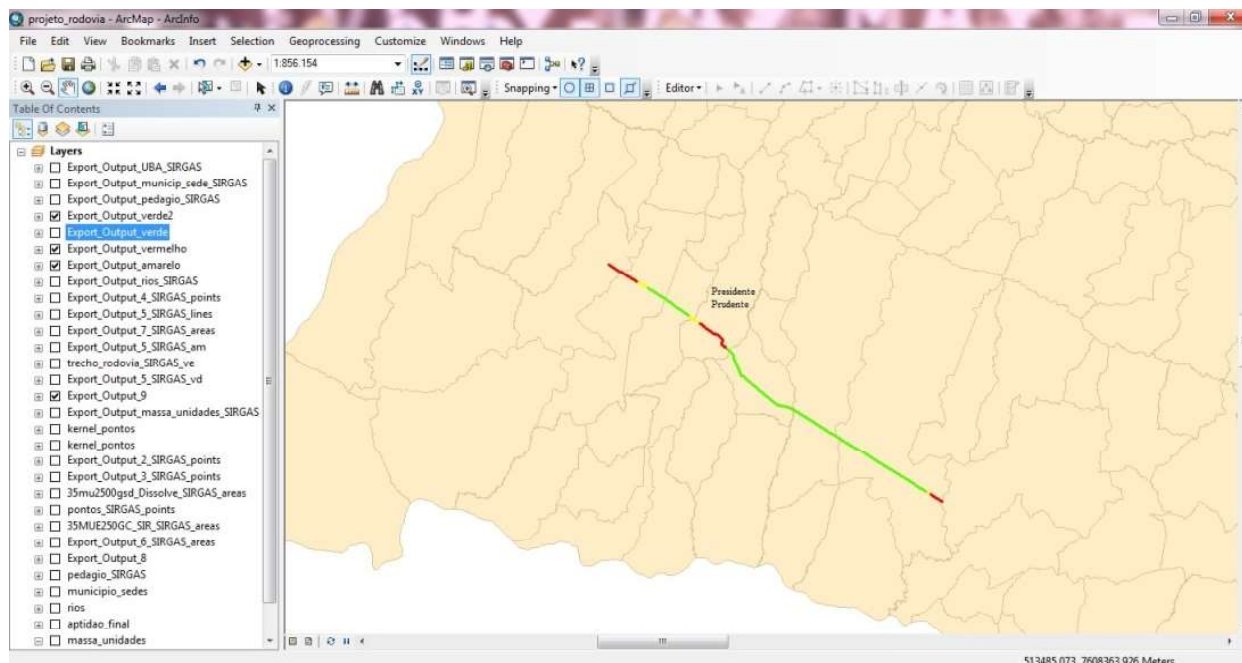 projeto_rodovia - ArcMap - ArcInfo
File Edit View Bookmarks Insert Selection Geoprocessing Customize Windows Help
1:856.154
Snapping Editor
Table Of Contents
Layers
Export_Output_UBA_SIRGAS
Export_Output_municip_sede_SIRGAS
Export_Output_pedagio_SIRGAS
Export_Output_verde2
Export_Output_verde
Export_Output_vermelho
Export_Output_amarelo
Export_Output_rios_SIRGAS
Export_Output_4_SIRGAS_points
Export_Output_5_SIRGAS_lines
Export_Output_7_SIRGAS_areas
Export_Output_5_SIRGAS_am
trecho_rodovia_SIRGAS_ve
Export_Output_5_SIRGAS_vd
Export_Output_9
Export_Output_massa_unidades_SIRGAS
kernel_pontos
kernel_pontos
Export_Output_2_SIRGAS_points
Export_Output_3_SIRGAS_points
35mu2500gsd_Dissolve_SIRGAS_areas
pontos_SIRGAS_points
35MUE250GC_SIR_SIRGAS_areas
Export_Output_6_SIRGAS_areas
Export_Output_8
pedagio_SIRGAS
municipio_sedes
rios
aptidao_final
massa_unidades
Presidente
Prudente
513485,073 7608363,926 Meters